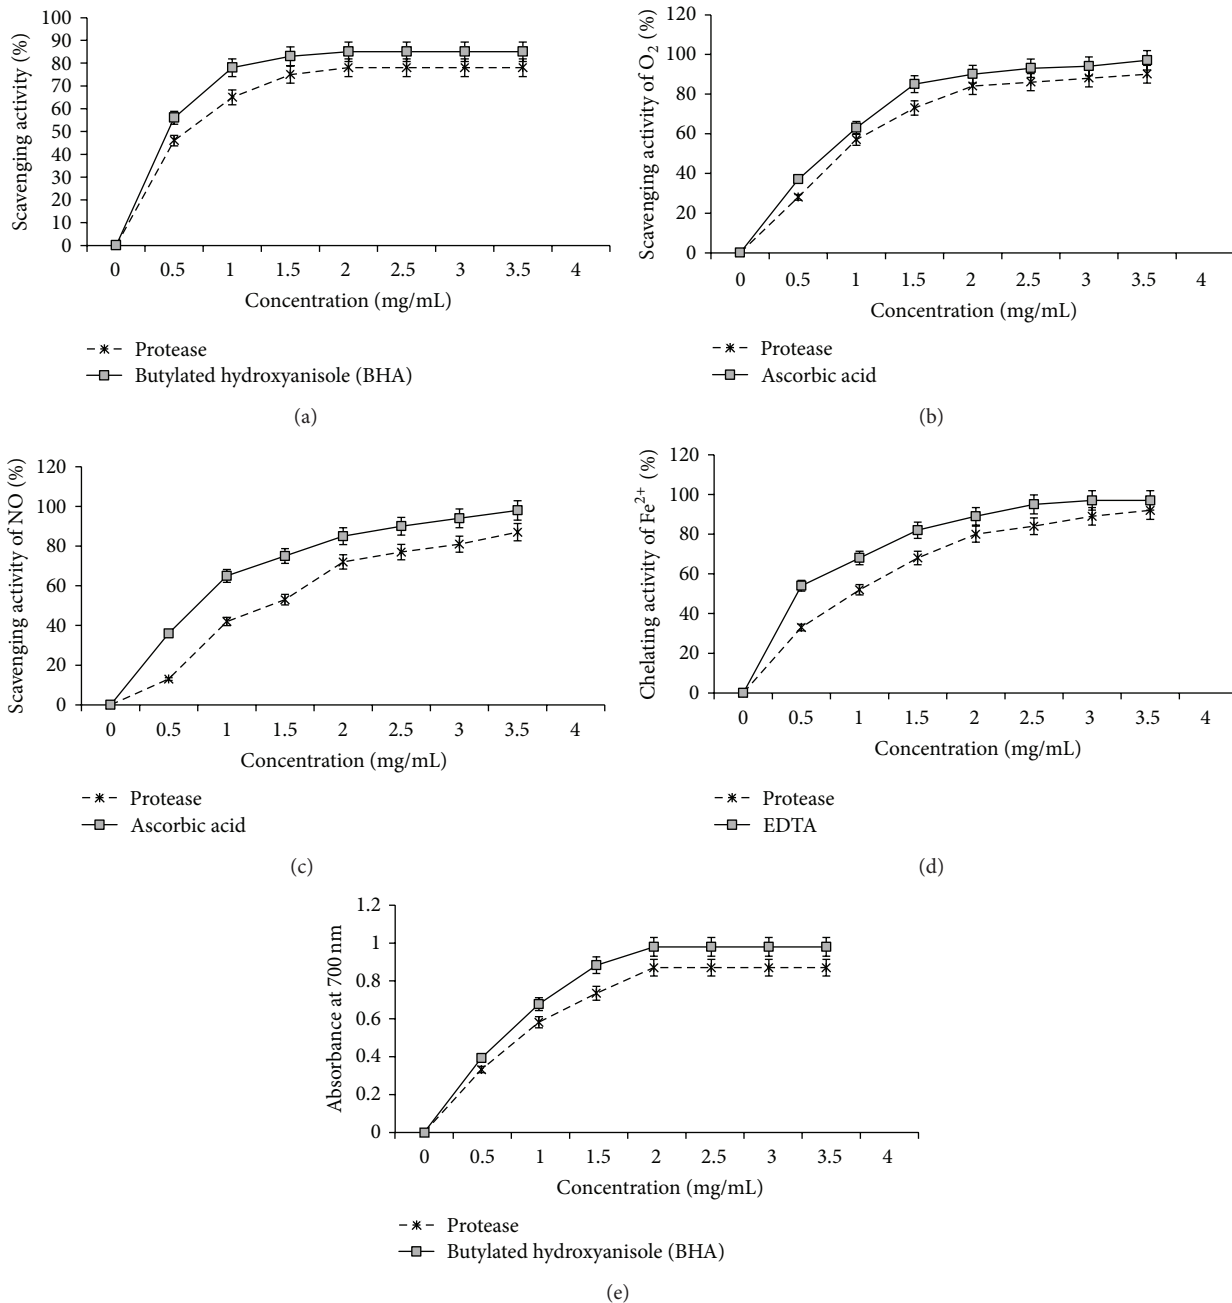 Scavenging activity (%)
100
90
80
70
60
50
40
30
20
10
0
0 0.5 1 1.5 2 2.5 3 3.5 4
Concentration (mg/mL)
Protease
Butylated hydroxyanisole (BHA)
(a)
Scavenging activity of O₂ (%)
120
100
80
60
40
20
0
0 0.5 1 1.5 2 2.5 3 3.5 4
Concentration (mg/mL)
Protease
Ascorbic acid
(b)
Scavenging activity of NO (%)
120
100
80
60
40
20
0
0 0.5 1 1.5 2 2.5 3 3.5 4
Concentration (mg/mL)
Protease
Ascorbic acid
(c)
Chelating activity of Fe²⁺ (%)
120
100
80
60
40
20
0
0 0.5 1 1.5 2 2.5 3 3.5 4
Concentration (mg/mL)
Protease
EDTA
(d)
Absorbance at 700 nm
1.2
1
0.8
0.6
0.4
0.2
0
0 0.5 1 1.5 2 2.5 3 3.5 4
Concentration (mg/mL)
Protease
Butylated hydroxyanisole (BHA)
(e)